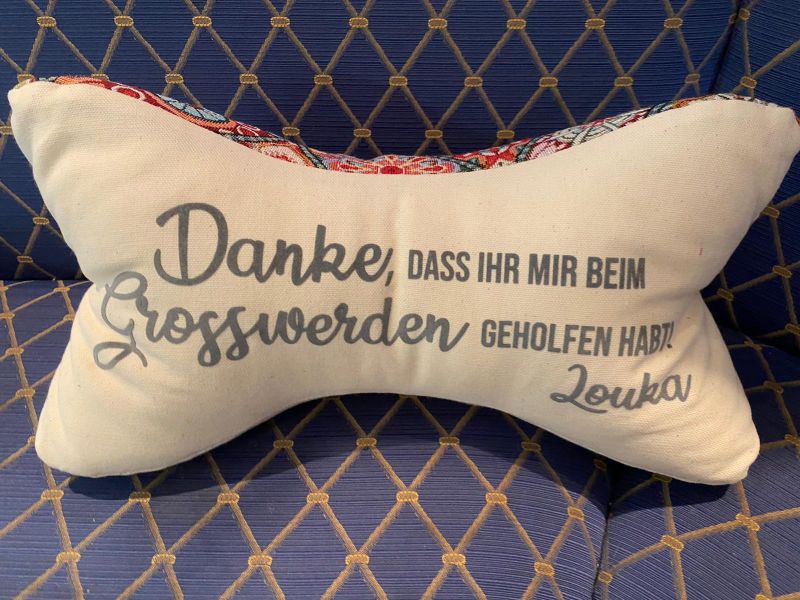 Danke, DASS IHR MIR BEIM
Grosswerden GEHOLFEN HABT!
Louka